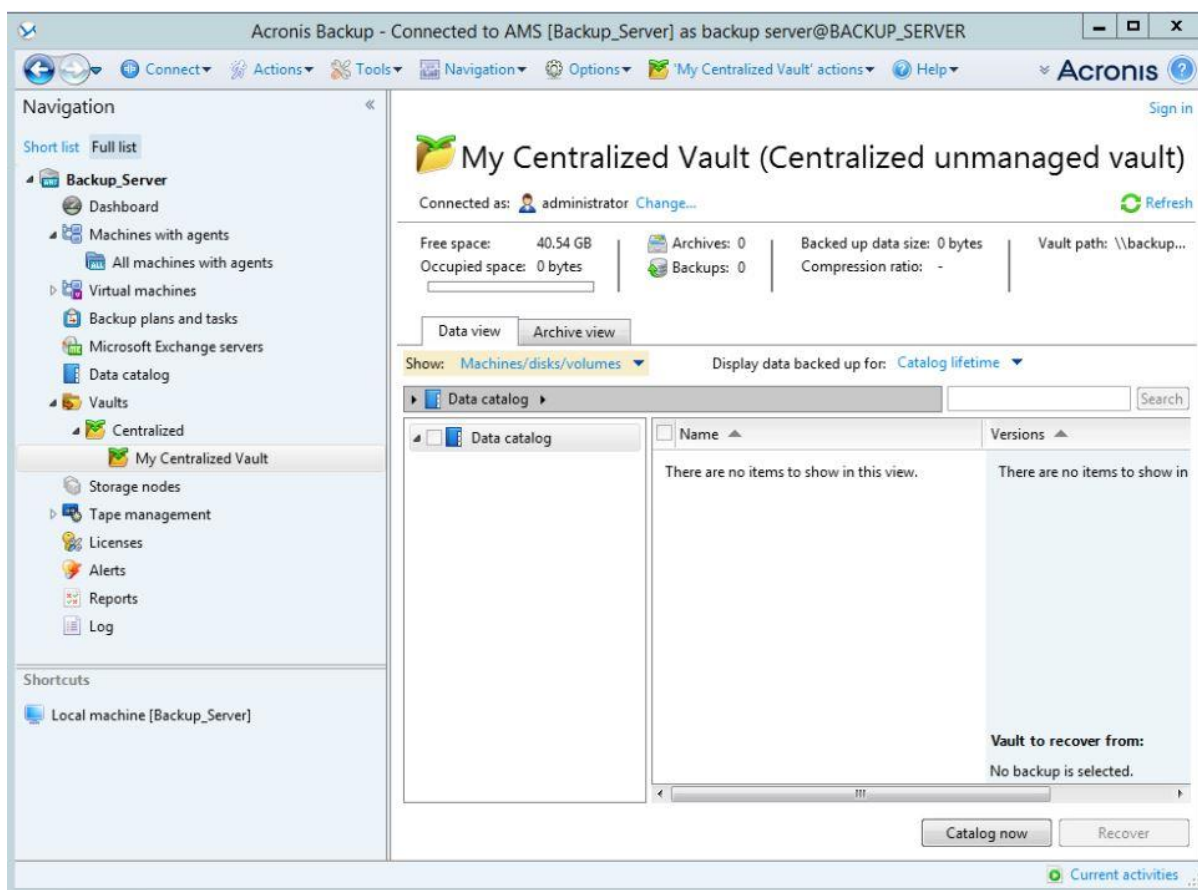 Acronis Backup - Connected to AMS [Backup_Server] as backup server@BACKUP_SERVER
Connect Actions Tools Navigation Options 'My Centralized Vault' actions Help Acronis
Navigation
Short list Full list
Backup_Server
Dashboard
Machines with agents
All machines with agents
Virtual machines
Backup plans and tasks
Microsoft Exchange servers
Data catalog
Vaults
Centralized
My Centralized Vault
Storage nodes
Tape management
Licenses
Alerts
Reports
Log
Shortcuts
Local machine [Backup_Server]
Sign in
My Centralized Vault (Centralized unmanaged vault)
Connected as: administrator Change... Refresh
Free space: 40.54 GB Archives: 0 Backed up data size: 0 bytes Vault path: \\backup...
Occupied space: 0 bytes Backups: 0 Compression ratio: -
Data view Archive view
Show: Machines/disks/volumes Display data backed up for: Catalog lifetime
Data catalog Search
Data catalog Name Versions
There are no items to show in this view. There are no items to show in
Vault to recover from:
No backup is selected.
Catalog now Recover
Current activities